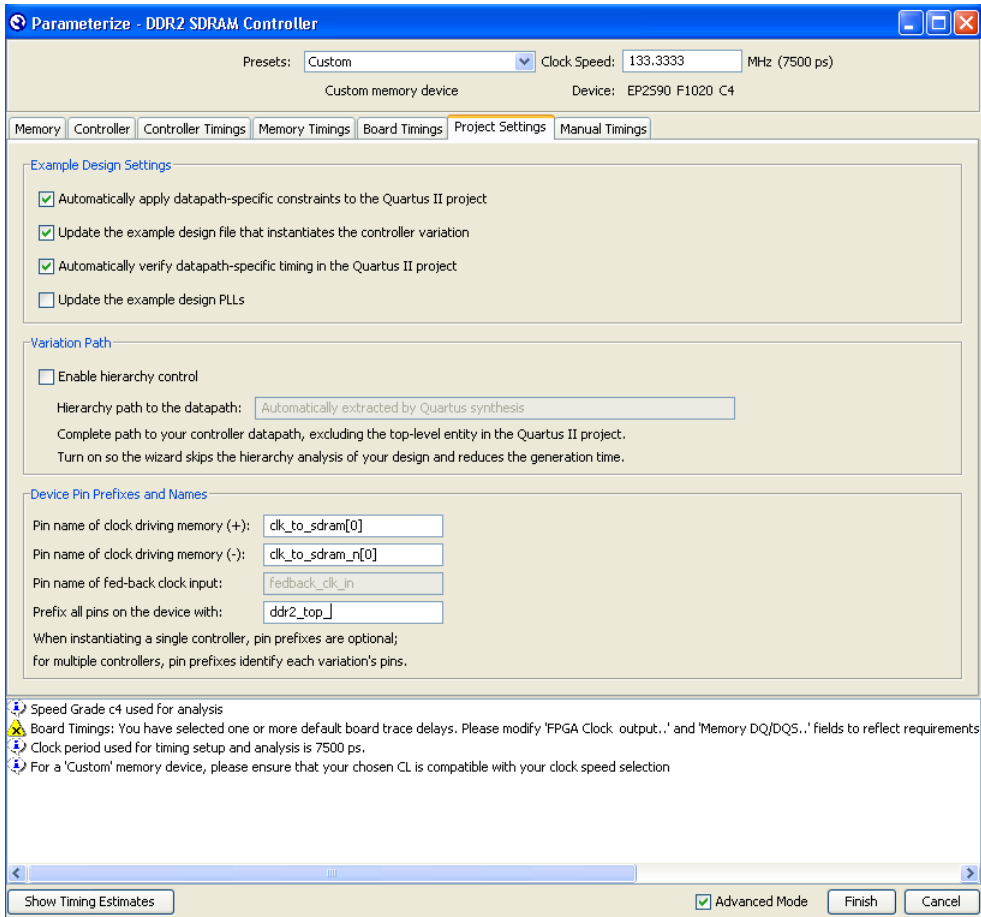 Parameterize - DDR2 SDRAM Controller
Presets: Custom Clock Speed: 133.3333 MHz (7500 ps)
Custom memory device Device: EP2S90 F1020 C4
Memory Controller Controller Timings Memory Timings Board Timings Project Settings Manual Timings
Example Design Settings
Automatically apply datapath-specific constraints to the Quartus II project
Update the example design file that instantiates the controller variation
Automatically verify datapath-specific timing in the Quartus II project
Update the example design PLLs
Variation Path
Enable hierarchy control
Hierarchy path to the datapath: Automatically extracted by Quartus synthesis
Complete path to your controller datapath, excluding the top-level entity in the Quartus II project.
Turn on so the wizard skips the hierarchy analysis of your design and reduces the generation time.
Device Pin Prefixes and Names
Pin name of clock driving memory (+): clk_to_sdram[0]
Pin name of clock driving memory (-): clk_to_sdram_n[0]
Pin name of fed-back clock input: fedback_clk_in
Prefix all pins on the device with: ddr2_top_
When instantiating a single controller, pin prefixes are optional;
for multiple controllers, pin prefixes identify each variation's pins.
Speed Grade c4 used for analysis
Board Timings: You have selected one or more default board trace delays. Please modify 'FPGA Clock output..' and 'Memory DQ/DQS..' fields to reflect requirements
Clock period used for timing setup and analysis is 7500 ps.
For a 'Custom' memory device, please ensure that your chosen CL is compatible with your clock speed selection
Show Timing Estimates Advanced Mode Finish Cancel